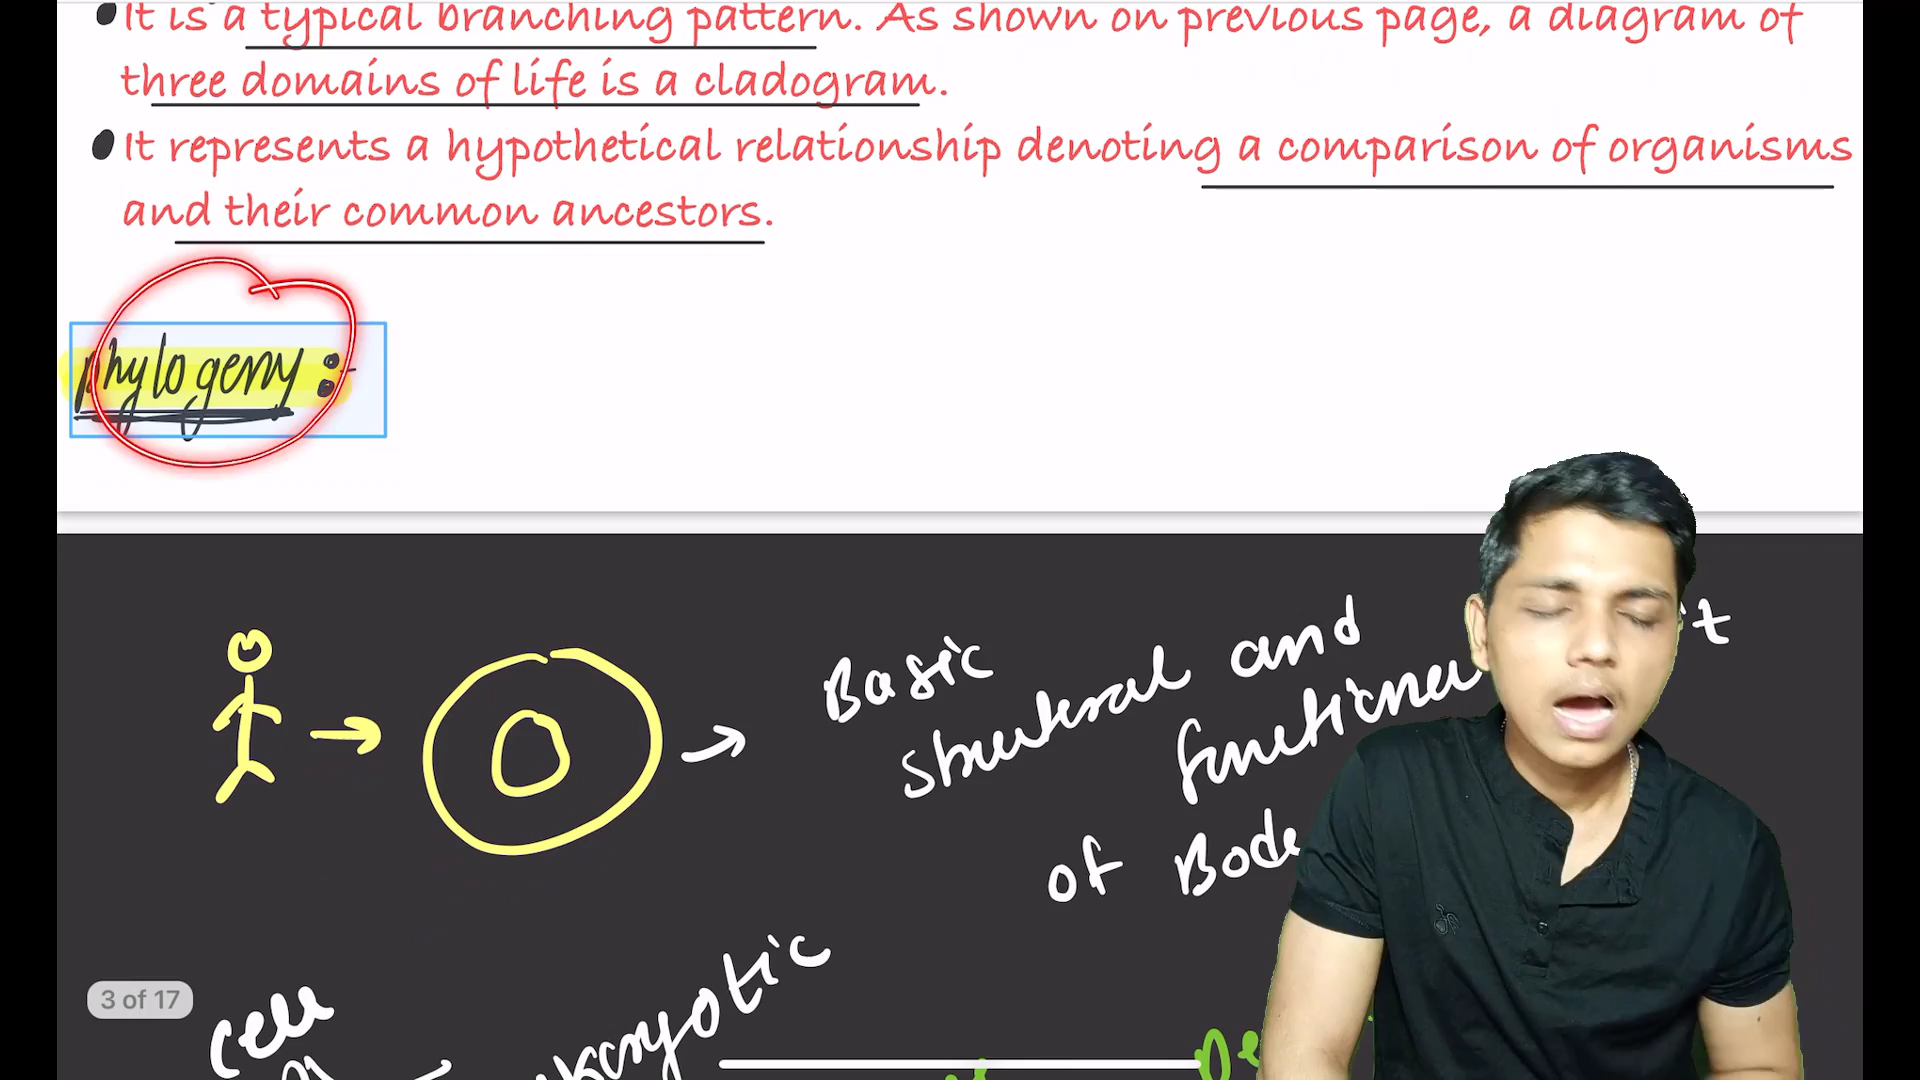 It is a typical branching pattern. As shown on previous page, a diagram of
three domains of life is a cladogram.
It represents a hypothetical relationship denoting a comparison of organisms
and their common ancestors.
phylogeny :-
Basic
structural and
functional
of Bod
3 of 17
Cell